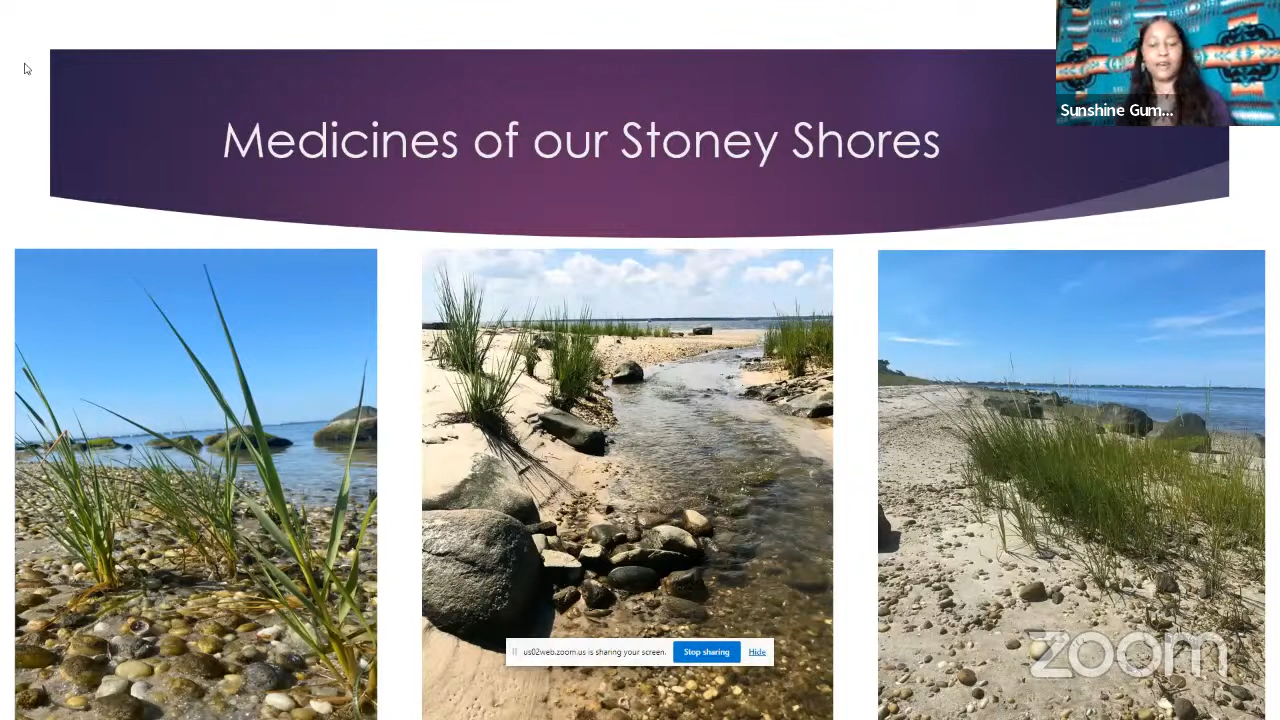 Sunshine Gum...
Medicines of our Stoney Shores
us02web.zoom.us is sharing your screen.
Stop sharing
Hide
zoom